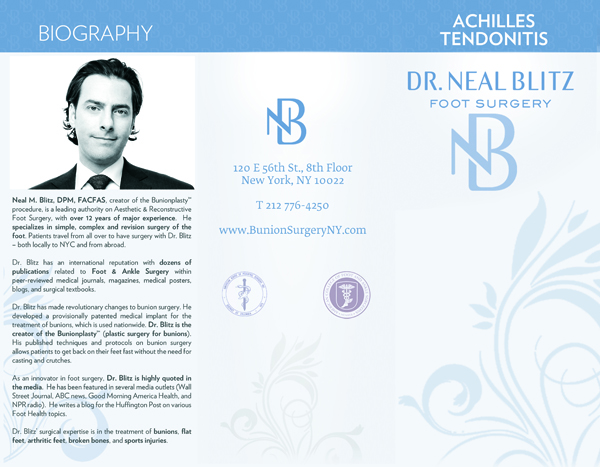 BIOGRAPHY
Neal M. Blitz, DPM, FACFAS, creator of the Bunionplasty™
procedure, is a leading authority on Aesthetic & Reconstructive
Foot Surgery, with over 12 years of major experience. He
specializes in simple, complex and revision surgery of the
foot. Patients travel from all over to have surgery with Dr. Blitz
– both locally to NYC and from abroad.
Dr. Blitz has an international reputation with dozens of
publications related to Foot & Ankle Surgery within
peer-reviewed medical journals, magazines, medical posters,
blogs, and surgical textbooks.
Dr. Blitz has made revolutionary changes to bunion surgery. He
developed a provisionally patented medical implant for the
treatment of bunions, which is used nationwide. Dr. Blitz is the
creator of the Bunionplasty™ (plastic surgery for bunions).
His published techniques and protocols on bunion surgery
allows patients to get back on their feet fast without the need for
casting and crutches.
As an innovator in foot surgery, Dr. Blitz is highly quoted in
the media. He has been featured in several media outlets (Wall
Street Journal, ABC news, Good Morning America Health, and
NPR radio). He writes a blog for the Huffington Post on various
Foot Health topics.
Dr. Blitz' surgical expertise is in the treatment of bunions, flat
feet, arthritic feet, broken bones, and sports injuries.
NB
120 E 56th St., 8th Floor
New York, NY 10022
T 212 776-4250
www.BunionSurgeryNY.com
ACHILLES
TENDONITIS
DR. NEAL BLITZ
FOOT SURGERY
NB